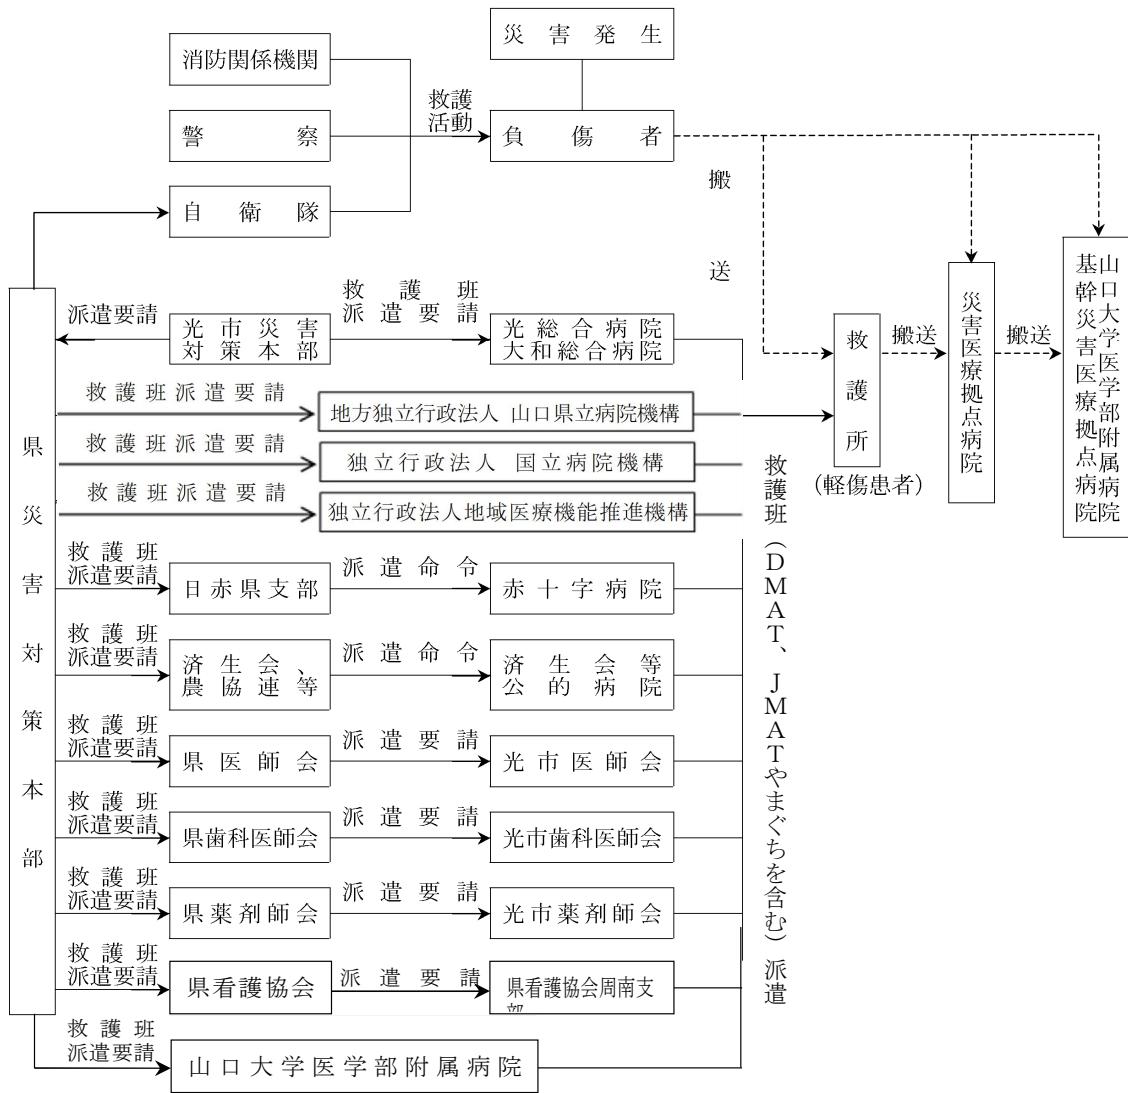 災害発生
消防関係機関
救護
活動
警察
負傷者
搬送
自衛隊
派遣要請
光市災害
対策本部
救護班
派遣要請
光総合病院
大和総合病院
救護所
(軽傷患者)
搬送
災害医療拠点病院
搬送
山口大学医学部附属病院
基幹災害医療拠点病院
県災害対策本部
救護班派遣要請
地方独立行政法人 山口県立病院機構
救護班派遣要請
独立行政法人 国立病院機構
救護班派遣要請
独立行政法人地域医療機能推進機構
救護班
派遣要請
日赤県支部
派遣命令
赤十字病院
救護班
派遣要請
済生会、
農協連等
派遣命令
済生会等
公的病院
救護班
派遣要請
県医師会
派遣要請
光市医師会
救護班
派遣要請
県歯科医師会
派遣要請
光市歯科医師会
救護班
派遣要請
県薬剤師会
派遣要請
光市薬剤師会
救護班
派遣要請
県看護協会
派遣要請
県看護協会周南支
部
救護班
派遣要請
山口大学医学部附属病院
救護班(DMAT、JMATやまぐちを含む)派遣